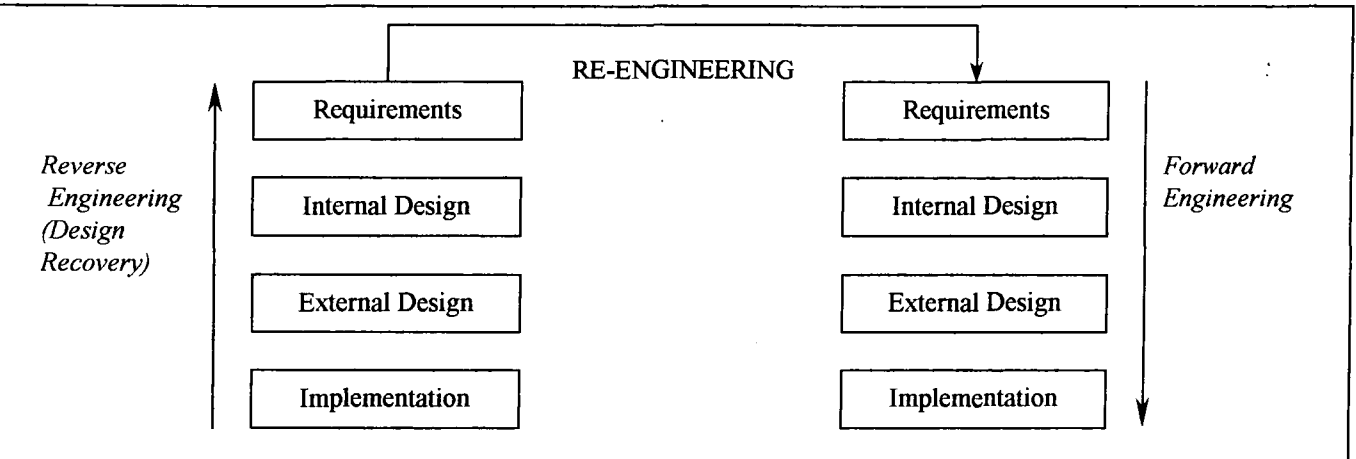 RE-ENGINEERING
Requirements
Internal Design
External Design
Implementation
Reverse
Engineering
(Design
Recovery)
Requirements
Internal Design
External Design
Implementation
Forward
Engineering